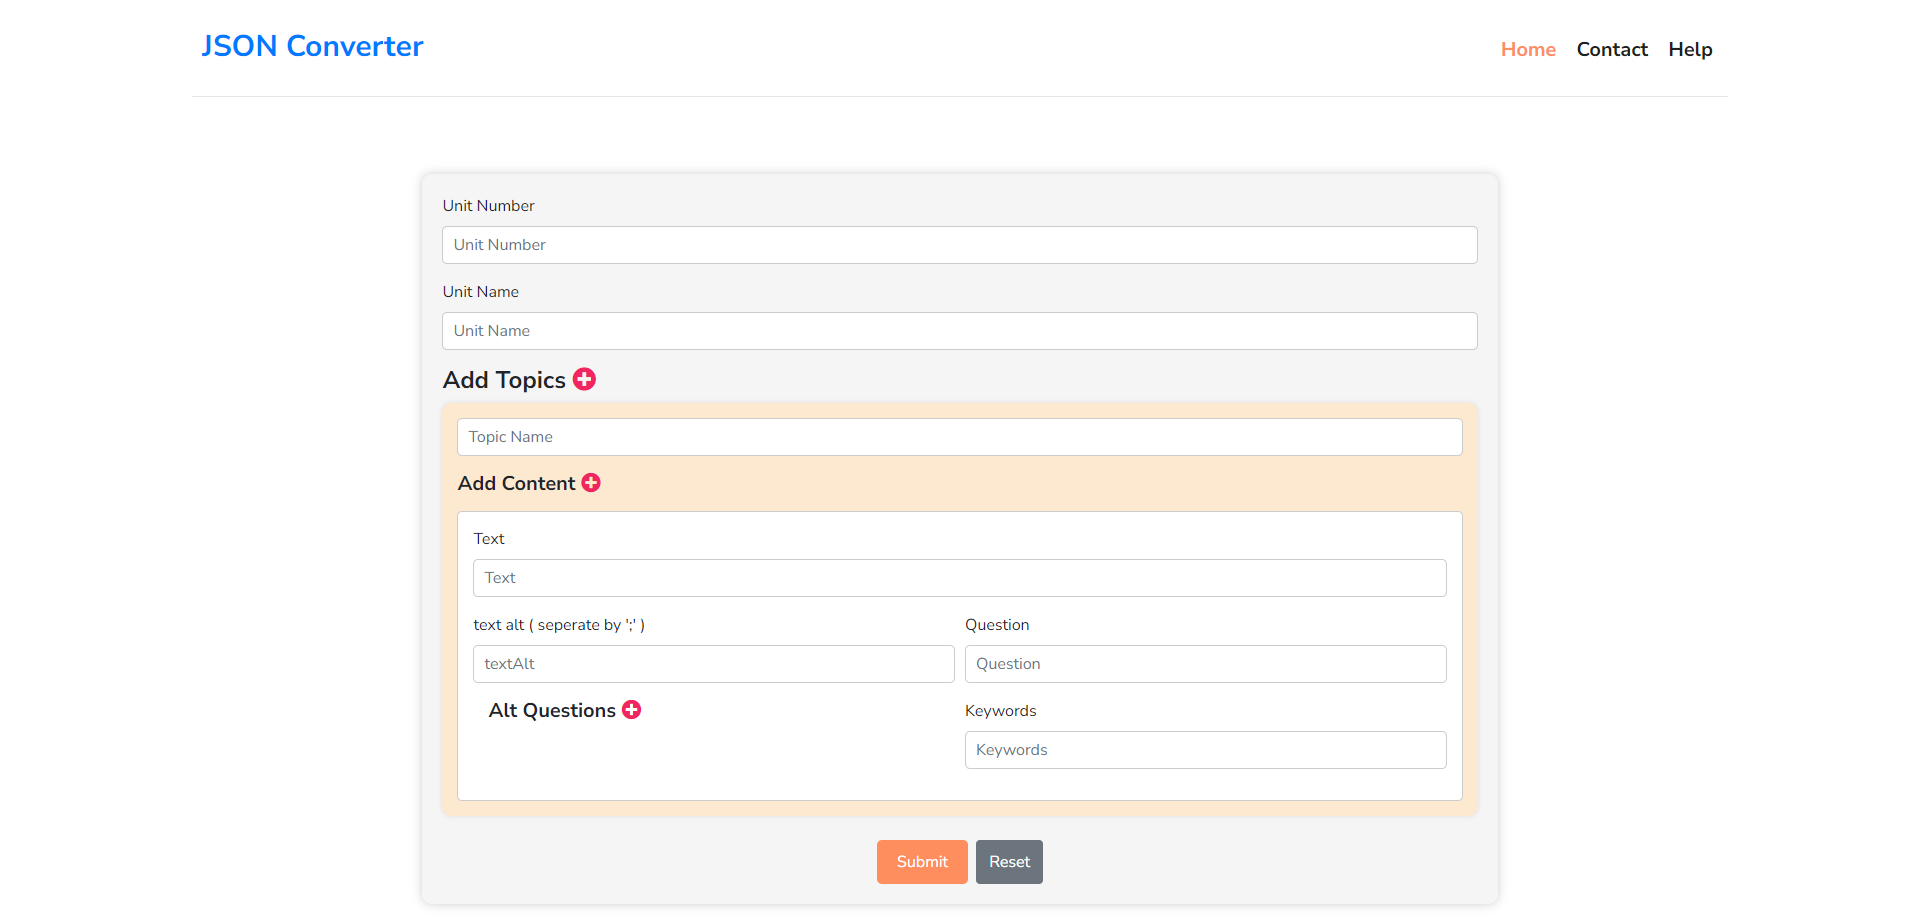 JSON Converter
Home Contact Help
Unit Number
Unit Number
Unit Name
Unit Name
Add Topics
Topic Name
Add Content
Text
Text
text alt ( seperate by ';' )
textAlt
Question
Question
Alt Questions
Keywords
Keywords
Submit Reset